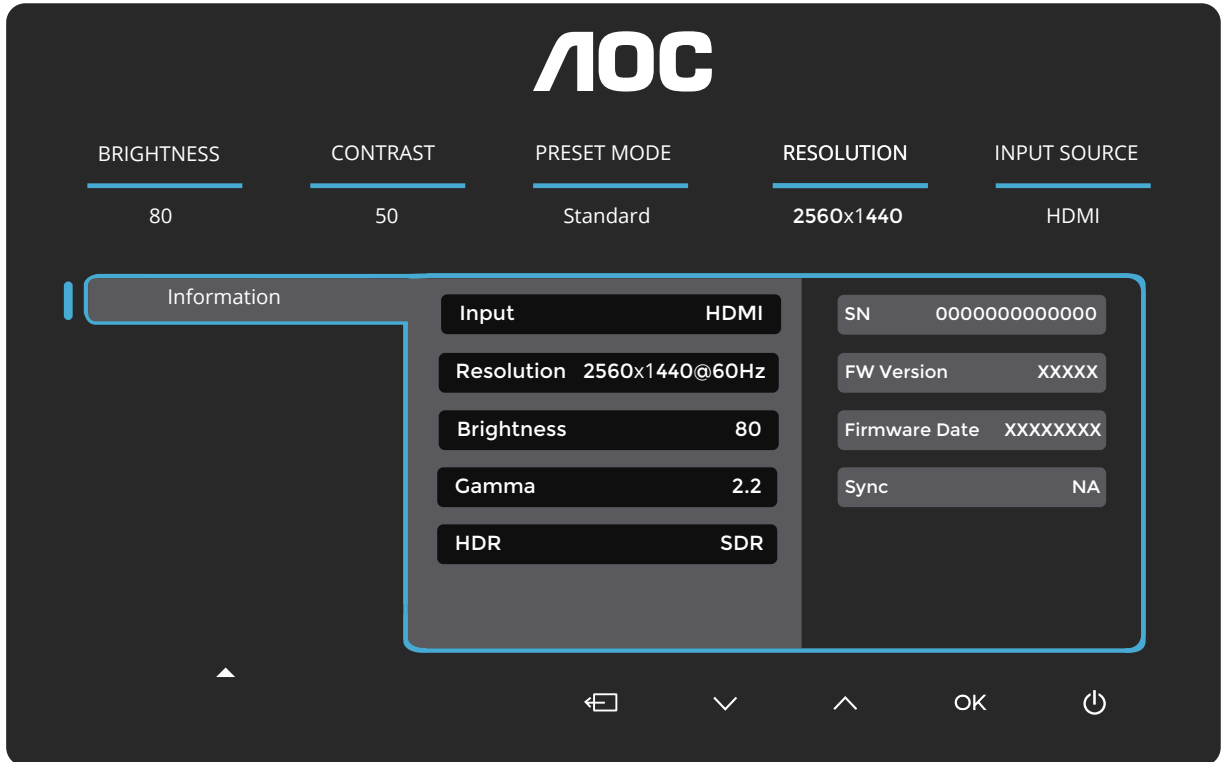 AOC
BRIGHTNESS CONTRAST PRESET MODE RESOLUTION INPUT SOURCE
80 50 Standard 2560x1440 HDMI
Information
Input HDMI
Resolution 2560x1440@60Hz
Brightness 80
Gamma 2.2
HDR SDR
SN 0000000000000
FW Version XXXXX
Firmware Date XXXXXXXX
Sync NA
OK